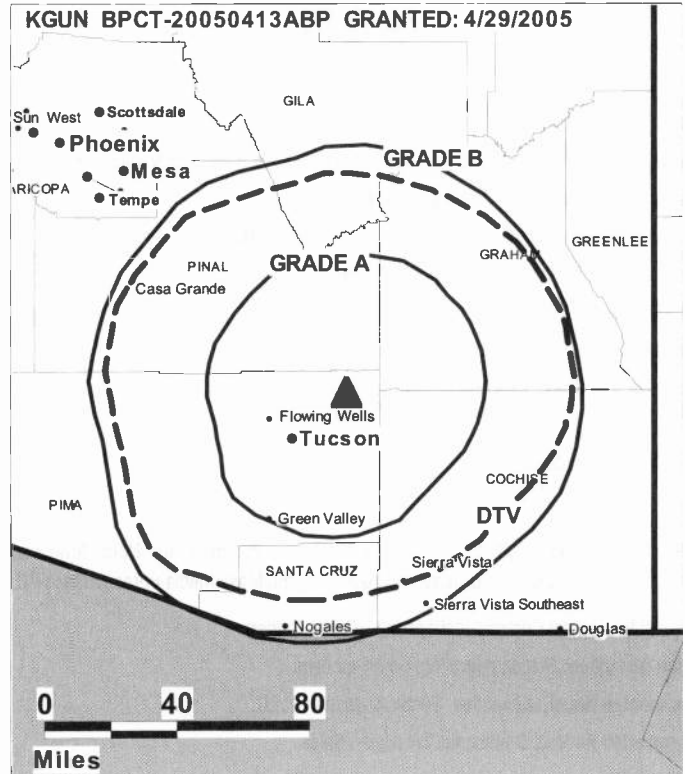 KGUN BPCT-20050413ABP GRANTED: 4/29/2005
GILA
Scottsdale
Sun West
Phoenix
GRADE B
Mesa
ARICOPA
Tempe
GREENLEE
GRAHAM
PINAL
GRADE A
Casa Grande
Flowing Wells
Tucson
COCHISE
PIMA
Green Valley
DTV
SANTA CRUZ
Sierra Vista
Sierra Vista Southeast
Nogales
Douglas
0 40 80
Miles